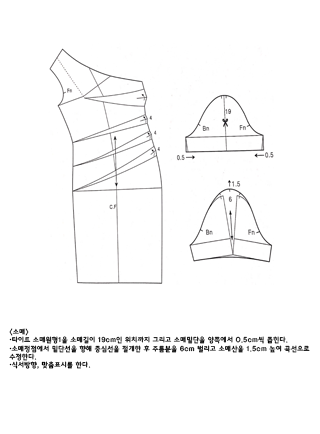 Fn
4
4
4
C.F
19
Bn
Fn
0.5
0.5
1.5
6
Bn
Fn
<소매>
•타이트 소매원형1을 소매길이 19cm인 위치까지 그리고 소매밑단을 양쪽에서 0.5cm씩 좁힌다.
•소매정점에서 밑단선을 향해 중심선을 절개한 후 주름분을 6cm 벌리고 소매산을 1.5cm 높여 곡선으로
수정한다.
•식서방향, 맞춤표시를 한다.